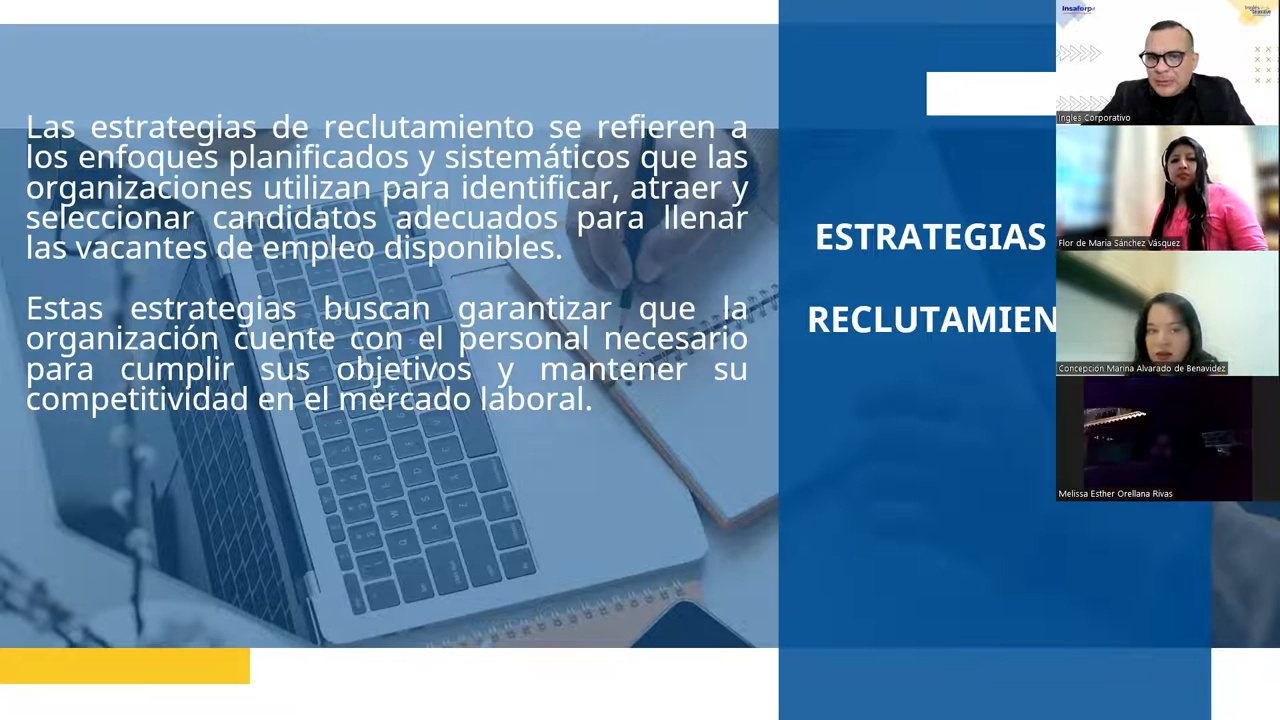 Las estrategias de reclutamiento se refieren a
los enfoques planificados y sistemáticos que las
organizaciones utilizan para identificar, atraer y
seleccionar candidatos adecuados para llenar
las vacantes de empleo disponibles.
Estas estrategias buscan garantizar que la
organización cuente con el personal necesario
para cumplir sus objetivos y mantener su
competitividad en el mercado laboral.
ESTRATEGIAS
RECLUTAMIEN
Insaforp
Ingles Corporativo
Flor de Maria Sánchez Vásquez
Concepción Marina Alvarado de Benavidez
Melissa Esther Orellana Rivas